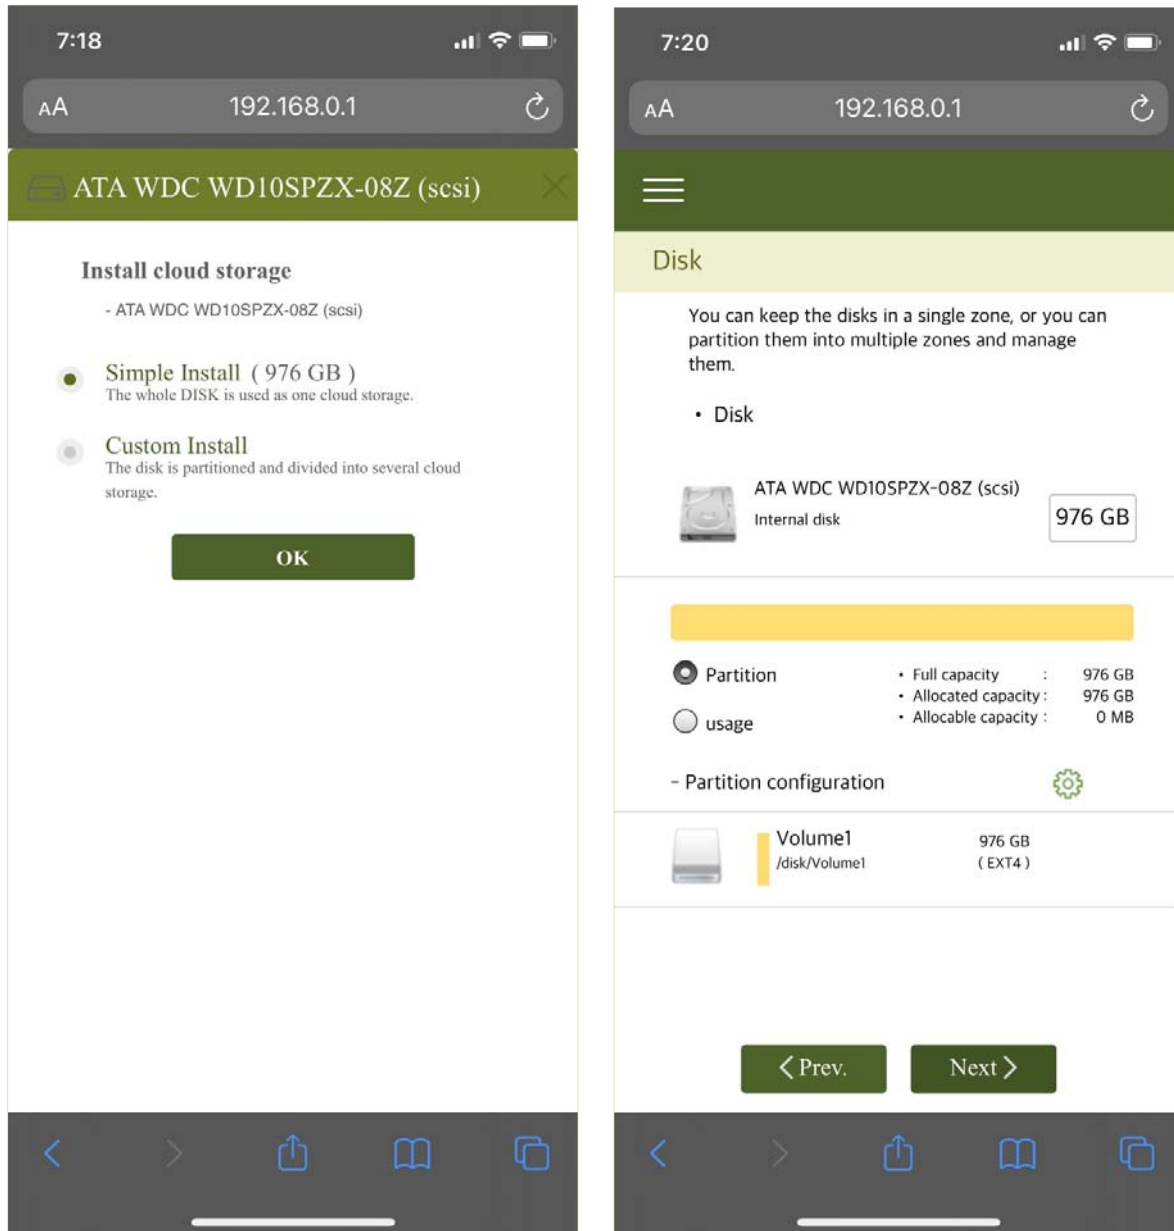 7:18
AA 192.168.0.1
ATA WDC WD10SPZX-08Z (scsi)
Install cloud storage
- ATA WDC WD10SPZX-08Z (scsi)
Simple Install ( 976 GB )
The whole DISK is used as one cloud storage.
Custom Install
The disk is partitioned and divided into several cloud
storage.
OK
7:20
AA 192.168.0.1
Disk
You can keep the disks in a single zone, or you can
partition them into multiple zones and manage
them.
• Disk
ATA WDC WD10SPZX-08Z (scsi)
Internal disk
976 GB
Partition
usage
• Full capacity : 976 GB
• Allocated capacity : 976 GB
• Allocable capacity : 0 MB
- Partition configuration
Volume1 976 GB
/disk/Volume1 ( EXT4 )
Prev. Next